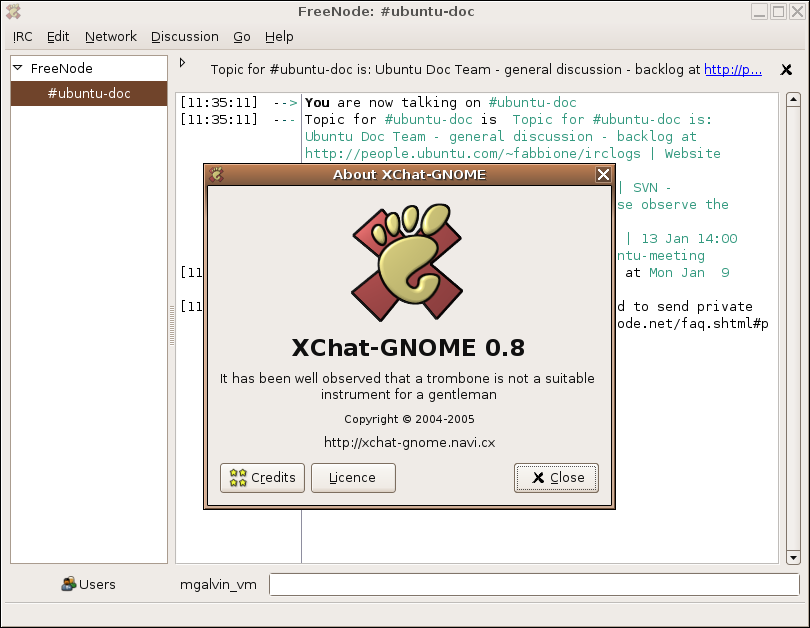 FreeNode: #ubuntu-doc
IRC Edit Network Discussion Go Help
FreeNode
#ubuntu-doc
Topic for #ubuntu-doc is: Ubuntu Doc Team - general discussion - backlog at http://p...
[11:35:11] --> You are now talking on #ubuntu-doc
[11:35:11] --- Topic for #ubuntu-doc is Topic for #ubuntu-doc is:
Ubuntu Doc Team - general discussion - backlog at
http://people.ubuntu.com/~fabbione/irclogs | Website
| SVN -
se observe the
| 13 Jan 14:00
ntu-meeting
[11 at Mon Jan 9
[11 d to send private
ode.net/faq.shtml#p
About XChat-GNOME
XChat-GNOME 0.8
It has been well observed that a trombone is not a suitable
instrument for a gentleman
Copyright © 2004-2005
http://xchat-gnome.navi.cx
Credits Licence Close
Users mgalvin_vm